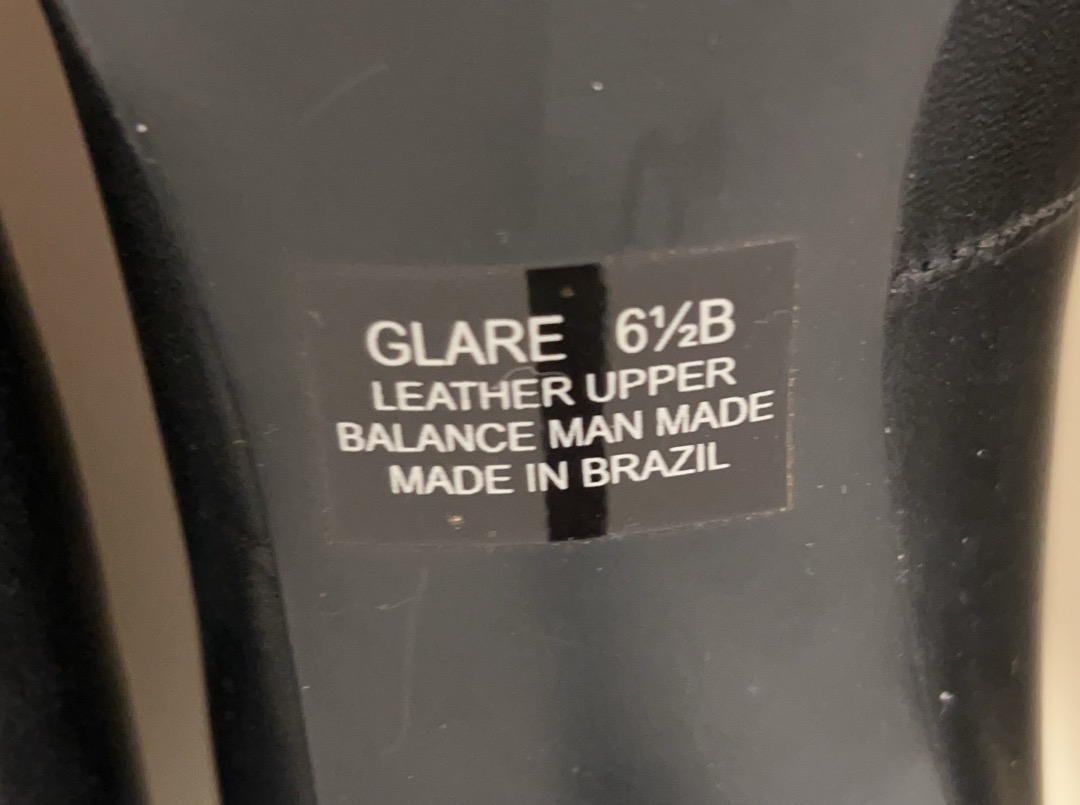 GLARE 6½B
LEATHER UPPER
BALANCE MAN MADE
MADE IN BRAZIL